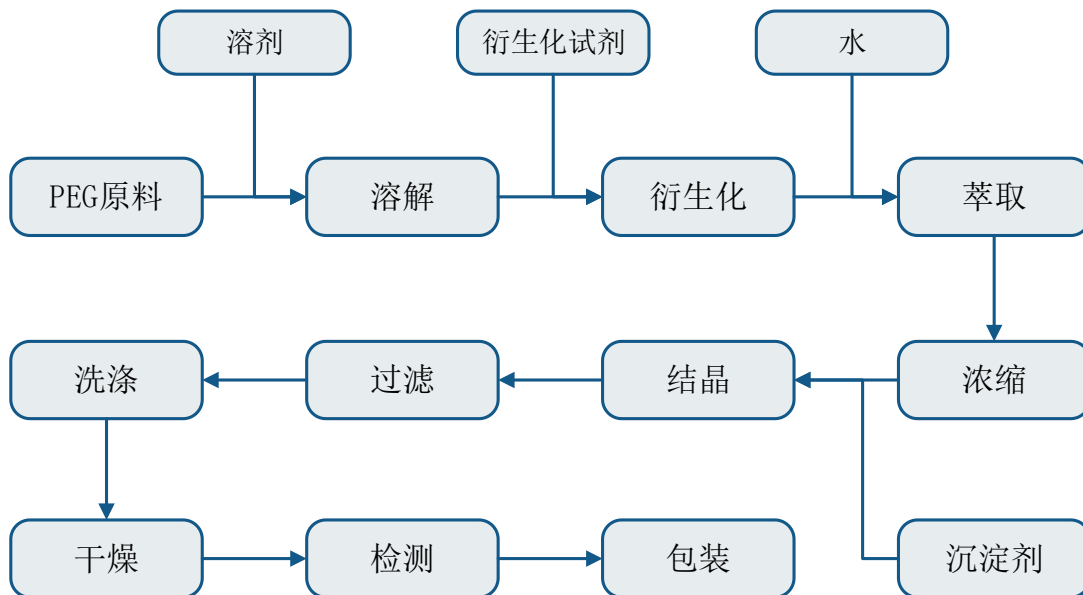 溶剂
衍生化试剂
水
PEG原料
溶解
衍生化
萃取
洗涤
过滤
结晶
浓缩
干燥
检测
包装
沉淀剂